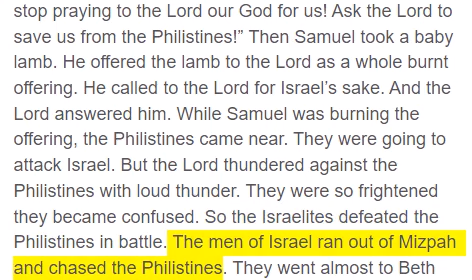 stop praying to the Lord our God for us! Ask the Lord to
save us from the Philistines!” Then Samuel took a baby
lamb. He offered the lamb to the Lord as a whole burnt
offering. He called to the Lord for Israel’s sake. And the
Lord answered him. While Samuel was burning the
offering, the Philistines came near. They were going to
attack Israel. But the Lord thundered against the
Philistines with loud thunder. They were so frightened
they became confused. So the Israelites defeated the
Philistines in battle. The men of Israel ran out of Mizpah
and chased the Philistines. They went almost to Beth